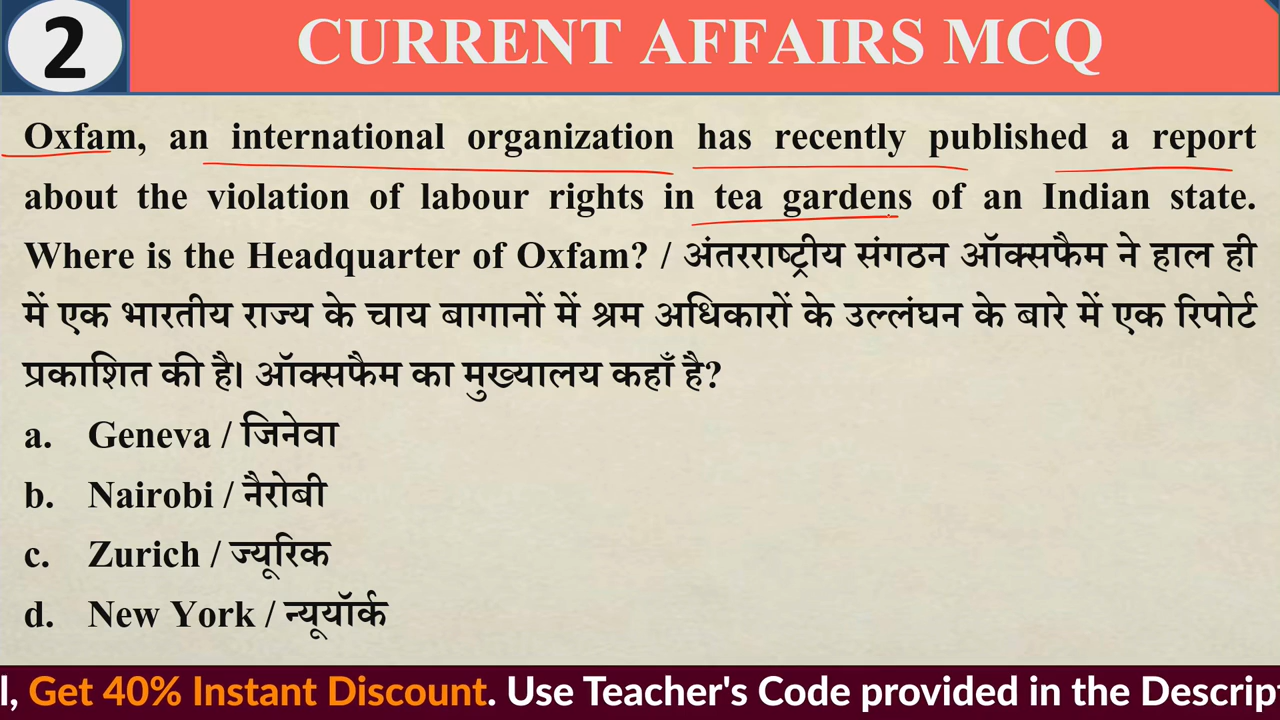 2
CURRENT AFFAIRS MCQ
Oxfam, an international organization has recently published a report
about the violation of labour rights in tea gardens of an Indian state.
Where is the Headquarter of Oxfam? / अंतरराष्ट्रीय संगठन ऑक्सफैम ने हाल ही
में एक भारतीय राज्य के चाय बागानों में श्रम अधिकारों के उल्लंघन के बारे में एक रिपोर्ट
प्रकाशित की है। ऑक्सफैम का मुख्यालय कहाँ है?
a. Geneva / जिनेवा
b. Nairobi / नैरोबी
c. Zurich / ज्यूरिक
d. New York / न्यूयॉर्क
l, Get 40% Instant Discount. Use Teacher's Code provided in the Descrip